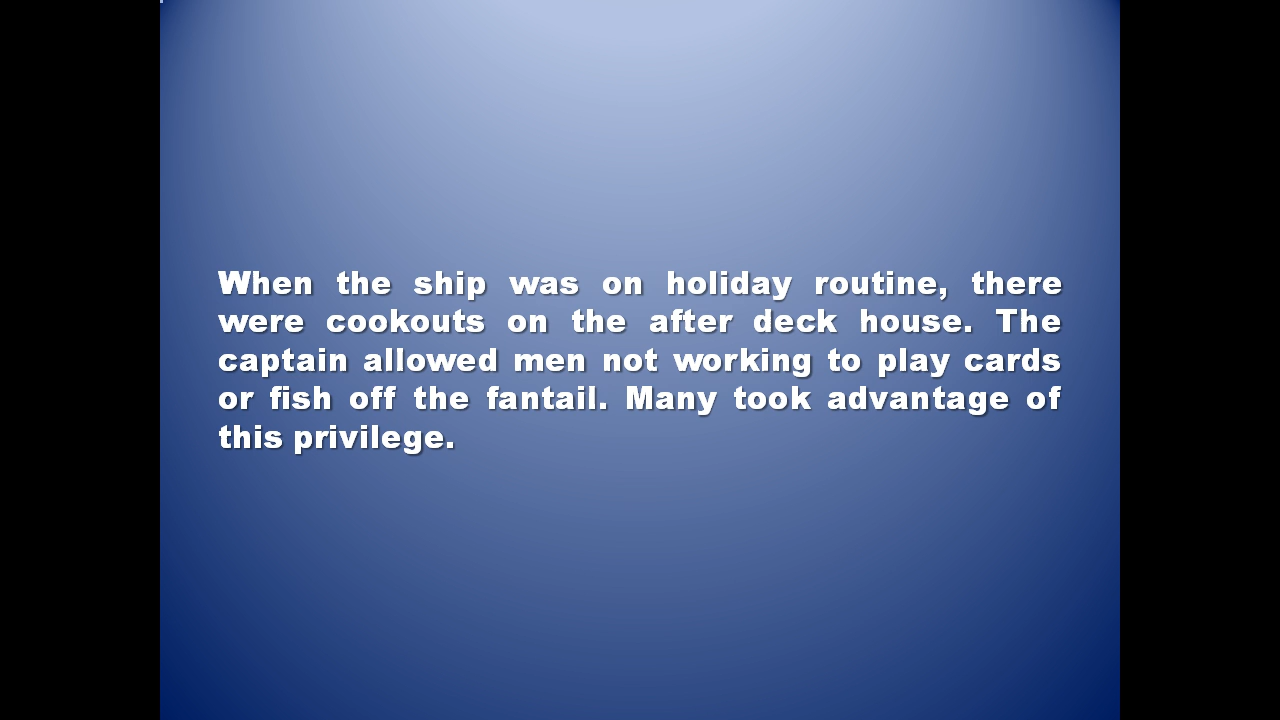 When the ship was on holiday routine, there
were cookouts on the after deck house. The
captain allowed men not working to play cards
or fish off the fantail. Many took advantage of
this privilege.